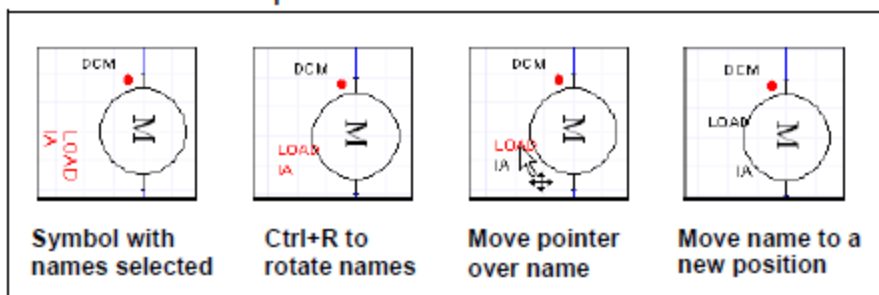 DCM
M
LOAD
IA
DCM
M
LOAD
IA
DCM
M
LOAD
IA
DCM
M
LOAD
IA
Symbol with
names selected
Ctrl+R to
rotate names
Move pointer
over name
Move name to a
new position